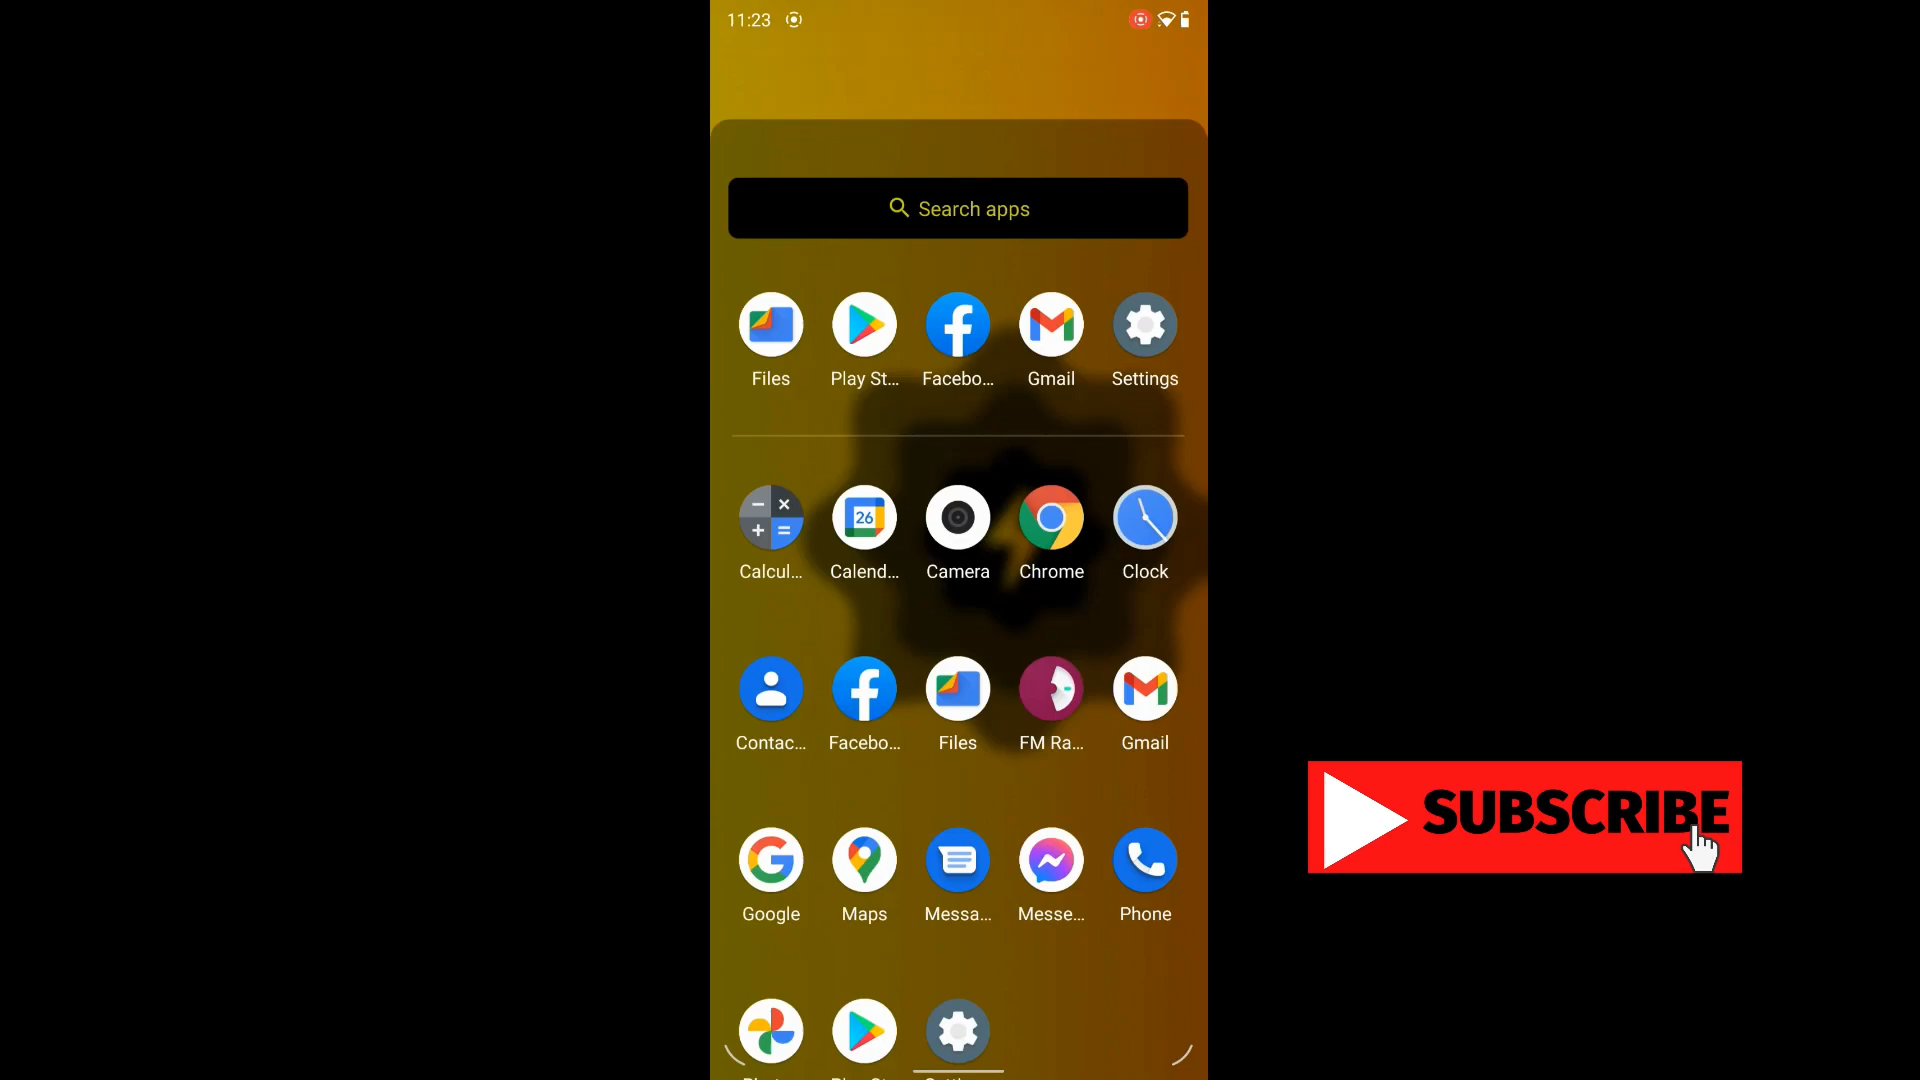 11:23
Search apps
Files Play St... Facebo... Gmail Settings
26
Calcul... Calend... Camera Chrome Clock
Contac... Facebo... Files FM Ra... Gmail
Google Maps Messa... Messe... Phone
SUBSCRIBE